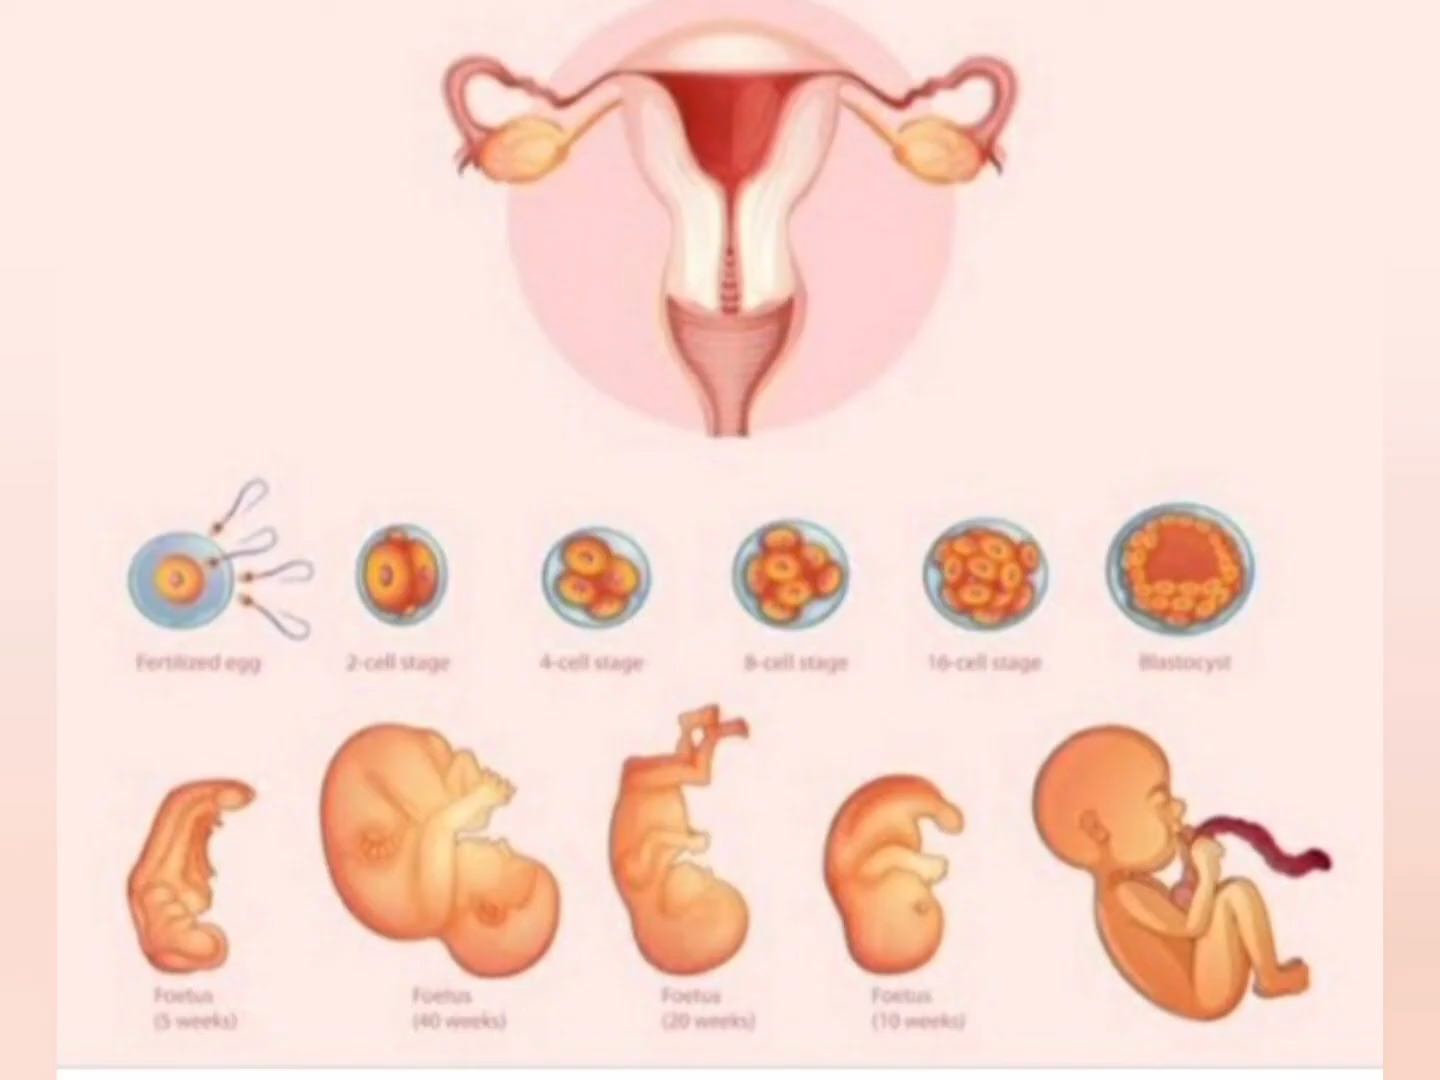 Fertilized egg
2-cell stage
4-cell stage
8-cell stage
16-cell stage
Blastocyst
Foetus
(5 weeks)
Foetus
(40 weeks)
Foetus
(20 weeks)
Foetus
(10 weeks)